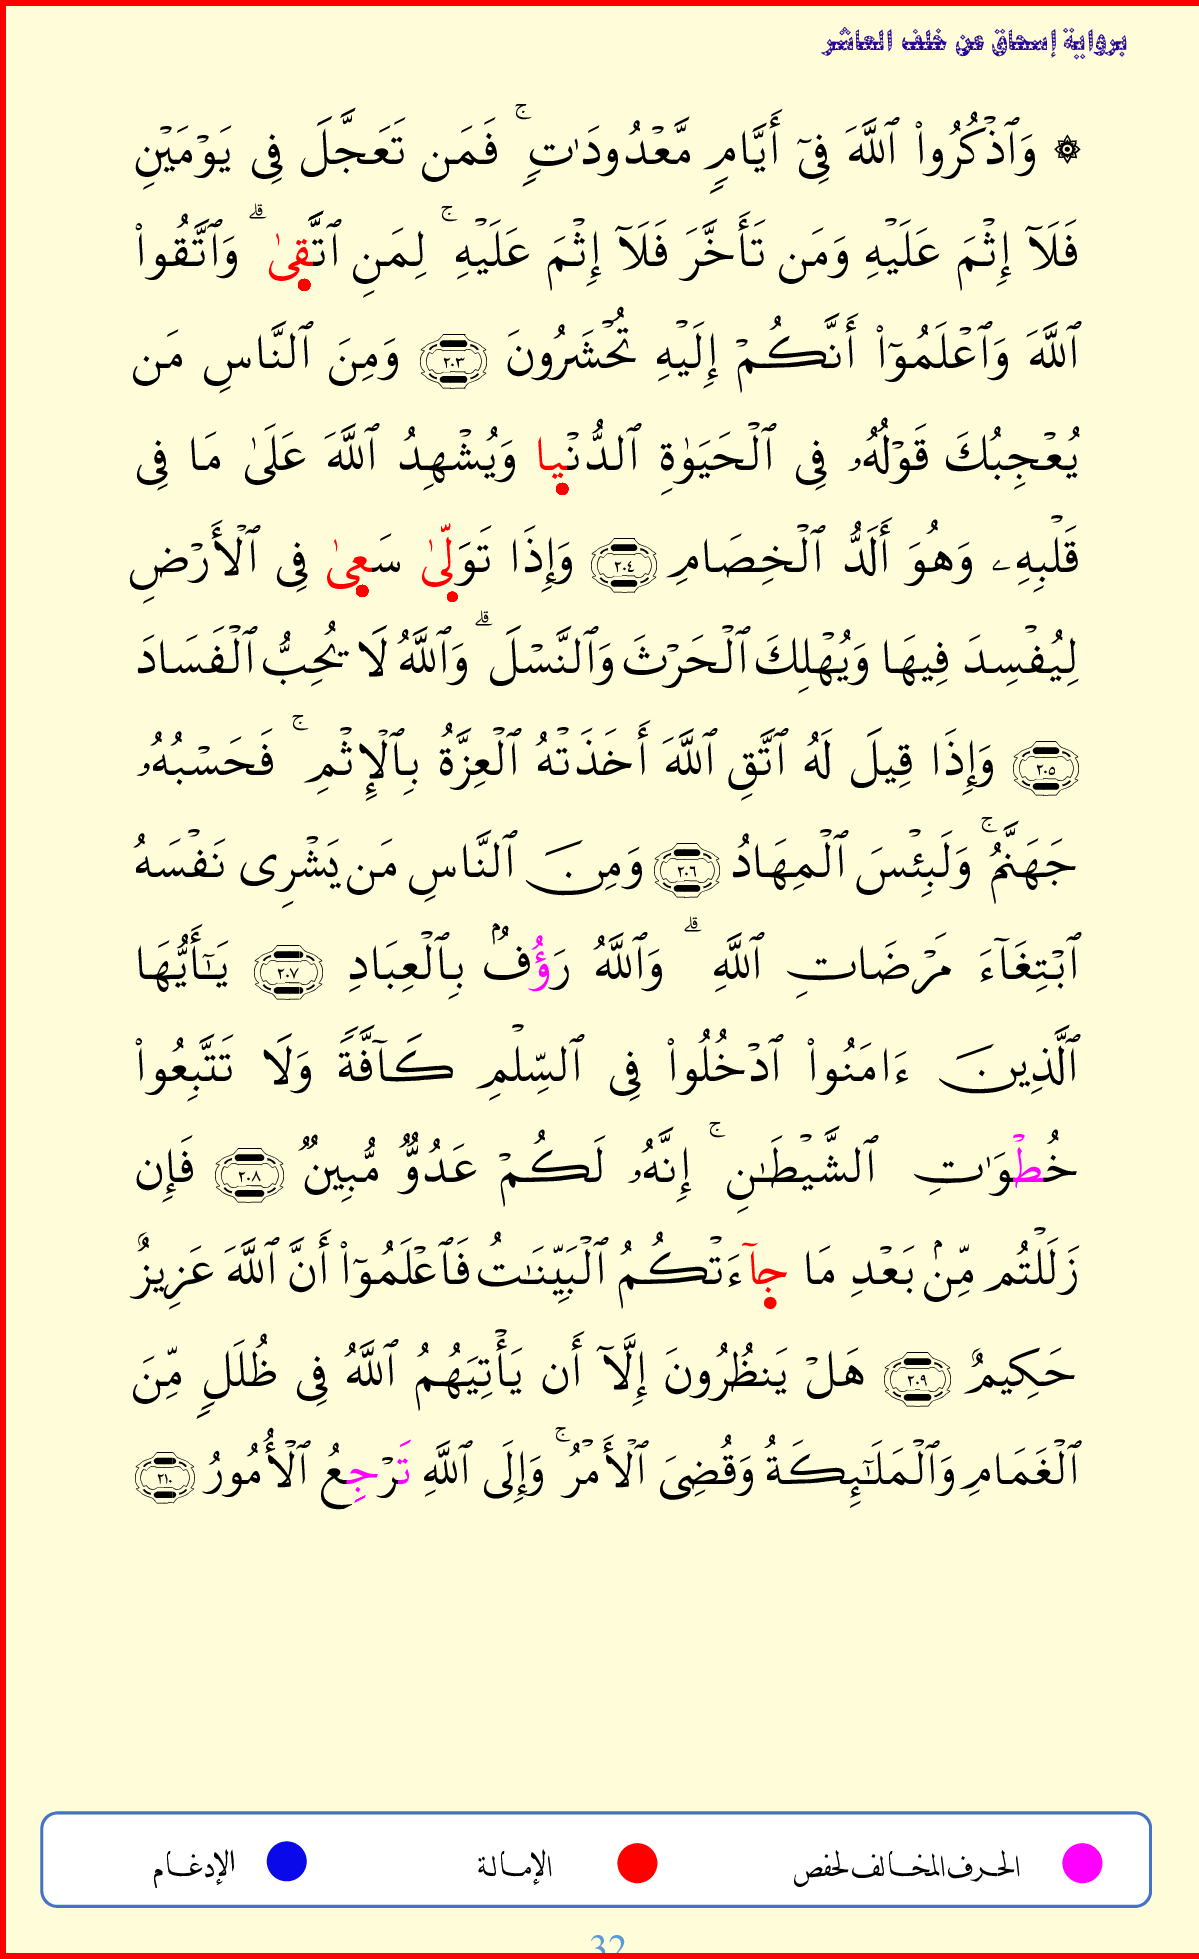 برواية إسحاق عن خلف العاشر
۞ وَٱذۡكُرُواْ ٱللَّهَ فِيٓ أَيَّامٖ مَّعۡدُودَٰتٖۚ فَمَن تَعَجَّلَ فِي يَوۡمَيۡنِ
فَلَآ إِثۡمَ عَلَيۡهِ وَمَن تَأَخَّرَ فَلَآ إِثۡمَ عَلَيۡهِۚ لِمَنِ ٱتَّقىٰۗ وَٱتَّقُواْ
ٱللَّهَ وَٱعۡلَمُوٓاْ أَنَّكُمۡ إِلَيۡهِ تُحۡشَرُونَ ٢٠٣ وَمِنَ ٱلنَّاسِ مَن
يُعۡجِبُكَ قَوۡلُهُۥ فِي ٱلۡحَيَوٰةِ ٱلدُّنۡيا وَيُشۡهِدُ ٱللَّهَ عَلَىٰ مَا فِي
قَلۡبِهِۦ وَهُوَ أَلَدُّ ٱلۡخِصَامِ ٢٠٤ وَإِذَا تَوَلّىٰ سَعىٰ فِي ٱلۡأَرۡضِ
لِيُفۡسِدَ فِيهَا وَيُهۡلِكَ ٱلۡحَرۡثَ وَٱلنَّسۡلَۗ وَٱللَّهُ لَا يُحِبُّ ٱلۡفَسَادَ
٢٠٥ وَإِذَا قِيلَ لَهُ ٱتَّقِ ٱللَّهَ أَخَذَتۡهُ ٱلۡعِزَّةُ بِٱلۡإِثۡمِۚ فَحَسۡبُهُۥ
جَهَنَّمُۚ وَلَبِئۡسَ ٱلۡمِهَادُ ٢٠٦ وَمِنَ ٱلنَّاسِ مَن يَشۡرِي نَفۡسَهُ
ٱبۡتِغَآءَ مَرۡضَاتِ ٱللَّهِۗ وَٱللَّهُ رَؤُفُۢ بِٱلۡعِبَادِ ٢٠٧ يَٰٓأَيُّهَا
ٱلَّذِينَ ءَامَنُواْ ٱدۡخُلُواْ فِي ٱلسِّلۡمِ كَآفَّةٗ وَلَا تَتَّبِعُواْ
خُطۡوَٰتِ ٱلشَّيۡطَٰنِۚ إِنَّهُۥ لَكُمۡ عَدُوّٞ مُّبِينٞ ٢٠٨ فَإِن
زَلَلۡتُم مِّنۢ بَعۡدِ مَا جآءَتۡكُمُ ٱلۡبَيِّنَٰتُ فَٱعۡلَمُوٓاْ أَنَّ ٱللَّهَ عَزِيزٌ
حَكِيمٌ ٢٠٩ هَلۡ يَنظُرُونَ إِلَّآ أَن يَأۡتِيَهُمُ ٱللَّهُ فِي ظُلَلٖ مِّنَ
ٱلۡغَمَامِ وَٱلۡمَلَٰٓئِكَةُ وَقُضِيَ ٱلۡأَمۡرُۚ وَإِلَى ٱللَّهِ تَرۡجِعُ ٱلۡأُمُورُ ٢١٠
الحرف المخالف لحفص الإمالة الإدغام
32